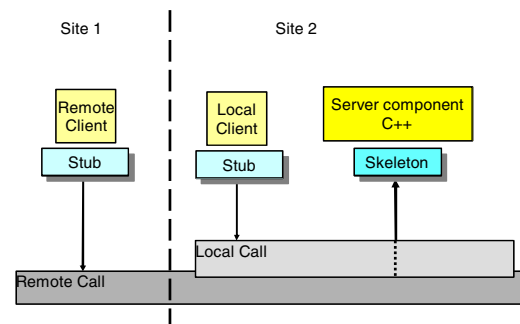 Site 1
Site 2
Remote
Client
Local
Client
Server component
C++
Stub
Stub
Skeleton
Local Call
Remote Call